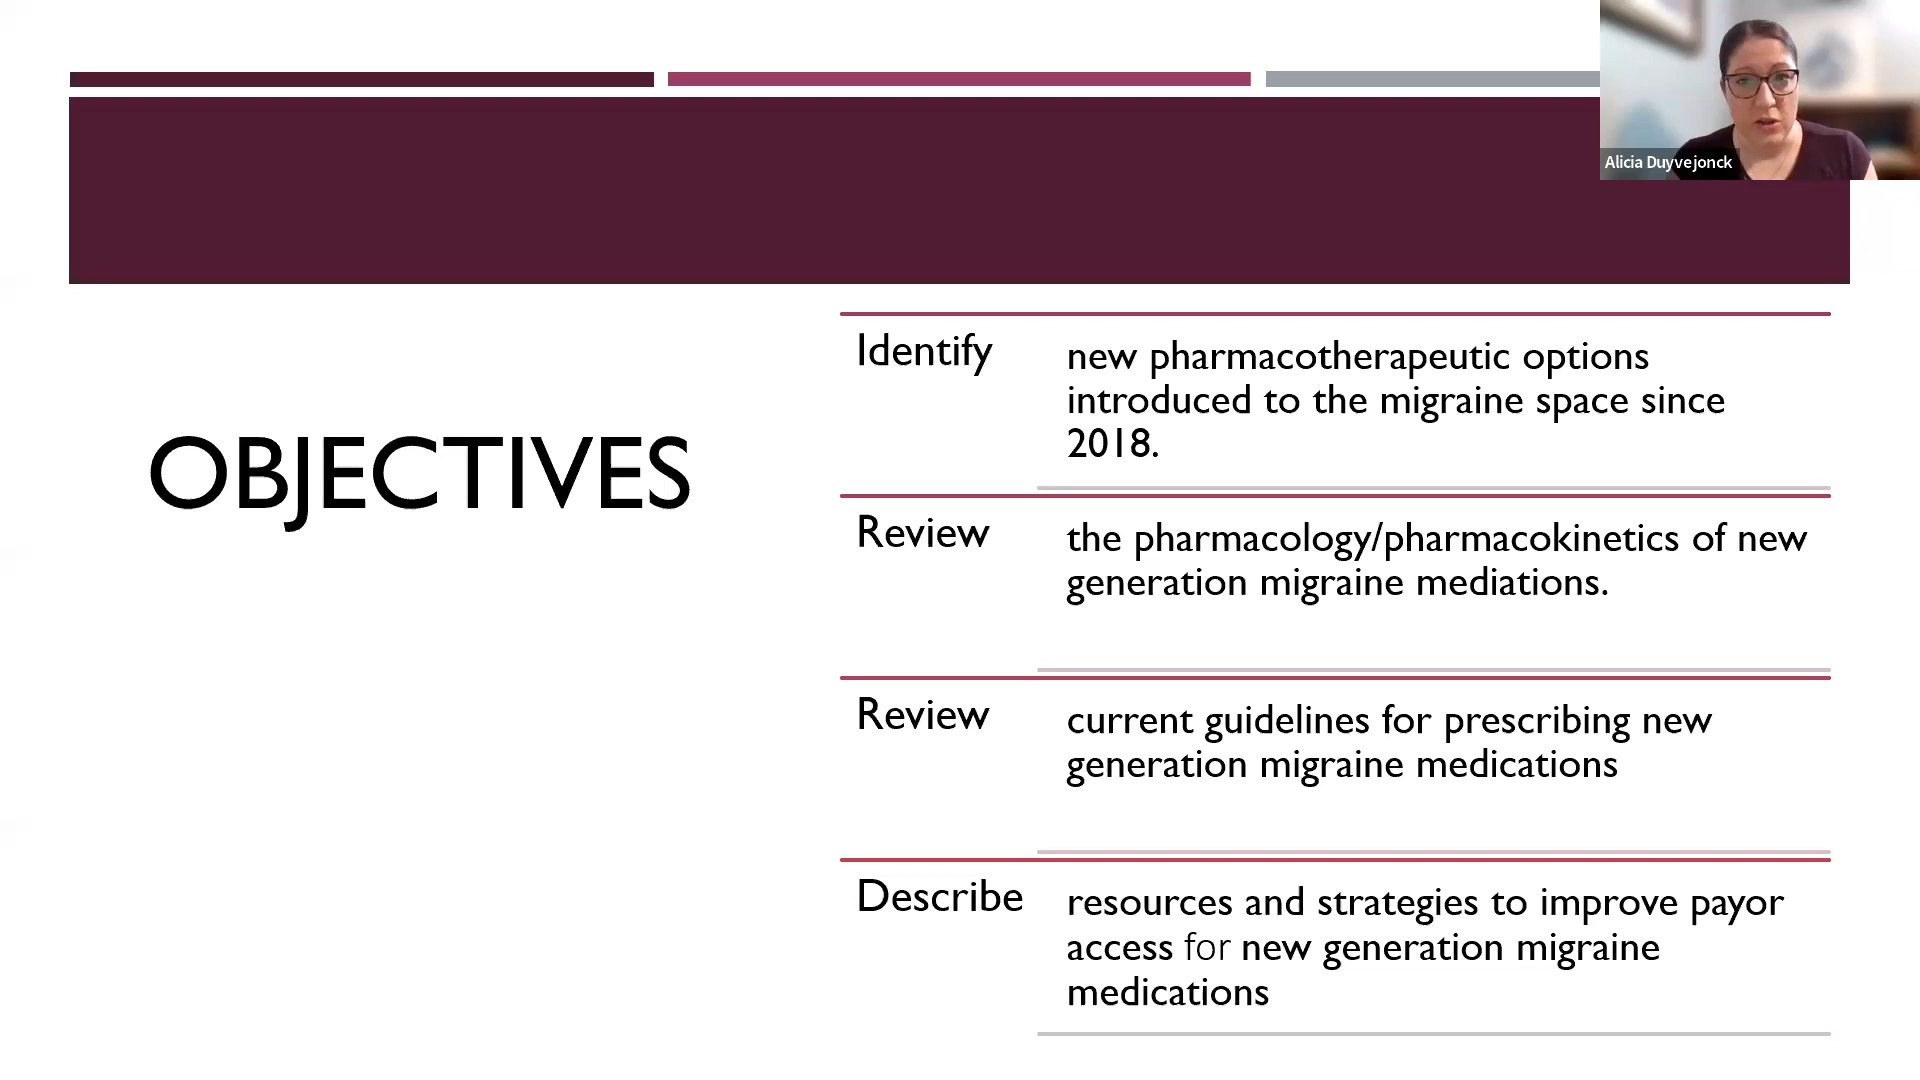 Alicia Duyvejonck
OBJECTIVES
Identify
new pharmacotherapeutic options
introduced to the migraine space since
2018.
Review
the pharmacology/pharmacokinetics of new
generation migraine mediations.
Review
current guidelines for prescribing new
generation migraine medications
Describe
resources and strategies to improve payor
access for new generation migraine
medications